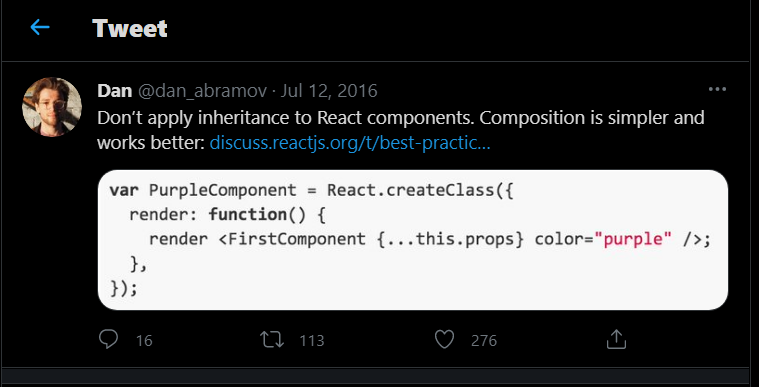 Tweet
Dan @dan_abramov · Jul 12, 2016
Don’t apply inheritance to React components. Composition is simpler and
works better: discuss.reactjs.org/t/best-practic...
var PurpleComponent = React.createClass({
  render: function() {
    render <FirstComponent {...this.props} color="purple" />;
  },
});
16 113 276